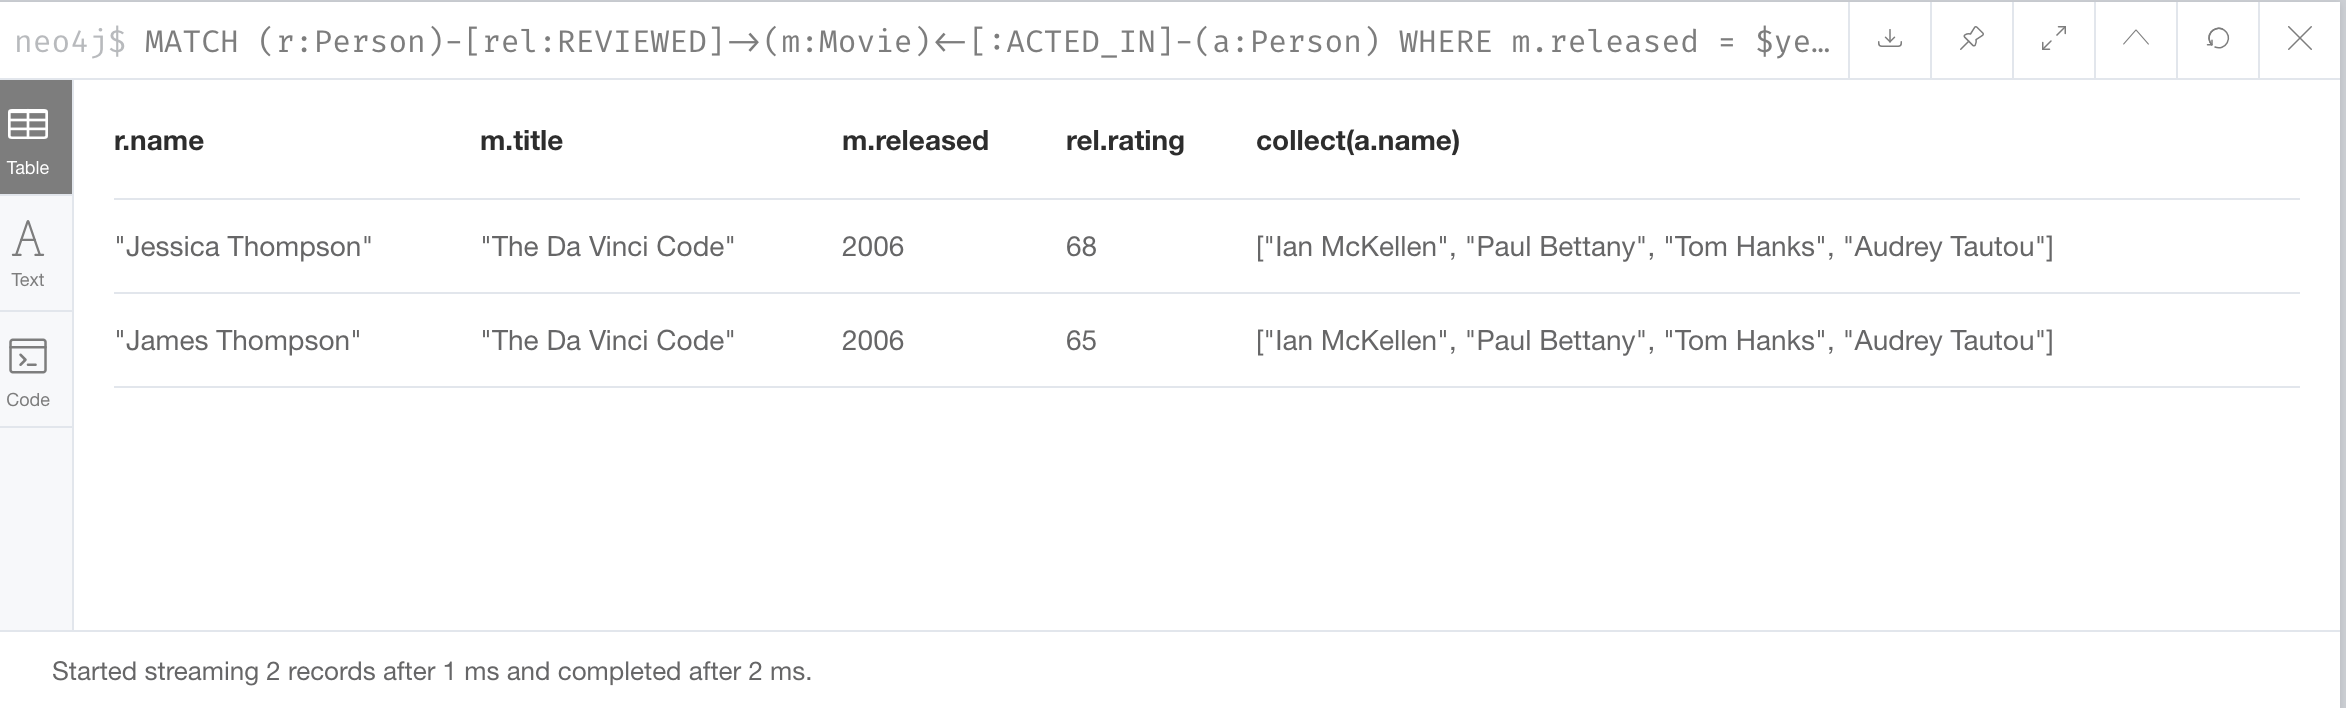 neo4j$ MATCH (r:Person)-[rel:REVIEWED]->(m:Movie)<-[:ACTED_IN]-(a:Person) WHERE m.released = $ye…
r.name m.title m.released rel.rating collect(a.name)
"Jessica Thompson" "The Da Vinci Code" 2006 68 ["Ian McKellen", "Paul Bettany", "Tom Hanks", "Audrey Tautou"]
"James Thompson" "The Da Vinci Code" 2006 65 ["Ian McKellen", "Paul Bettany", "Tom Hanks", "Audrey Tautou"]
Table
Text
Code
Started streaming 2 records after 1 ms and completed after 2 ms.